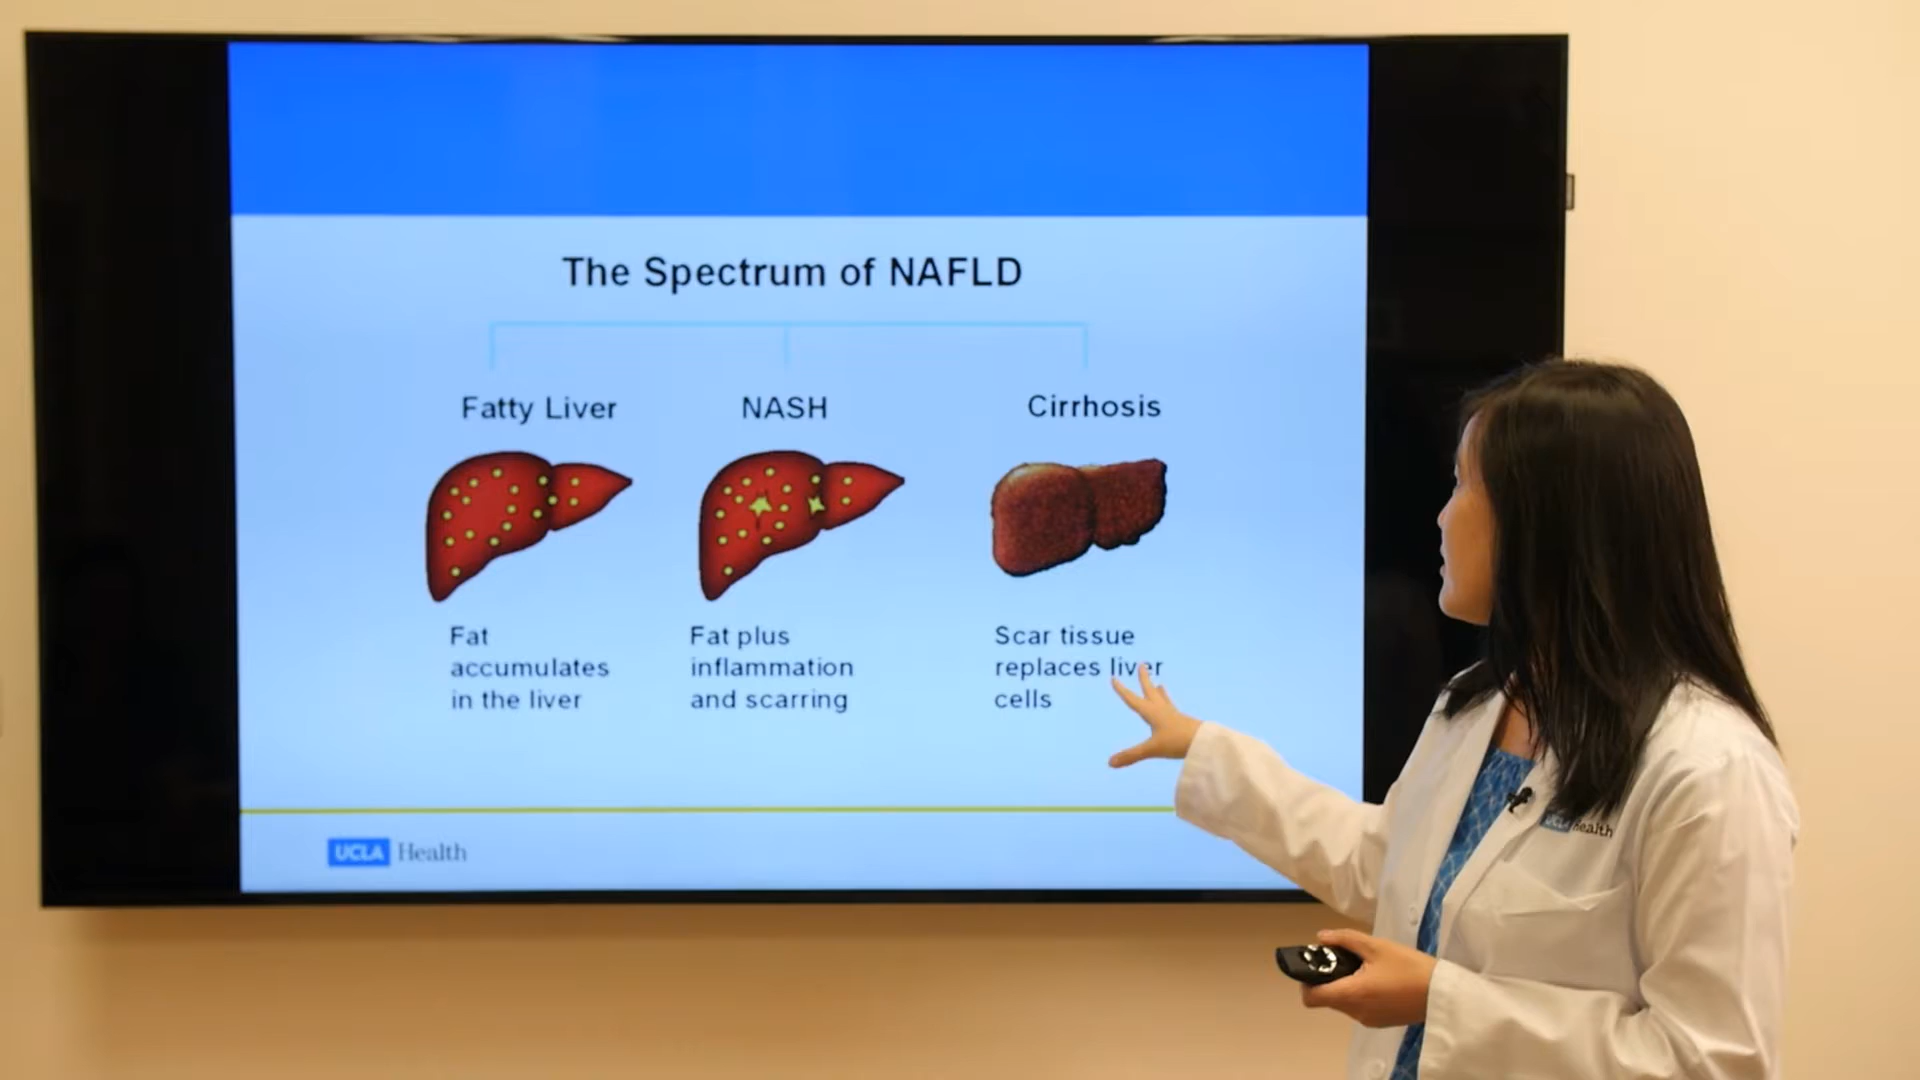 The Spectrum of NAFLD
Fatty Liver
NASH
Cirrhosis
Fat
accumulates
in the liver
Fat plus
inflammation
and scarring
Scar tissue
replaces liver
cells
UCLA Health
UCLA Health